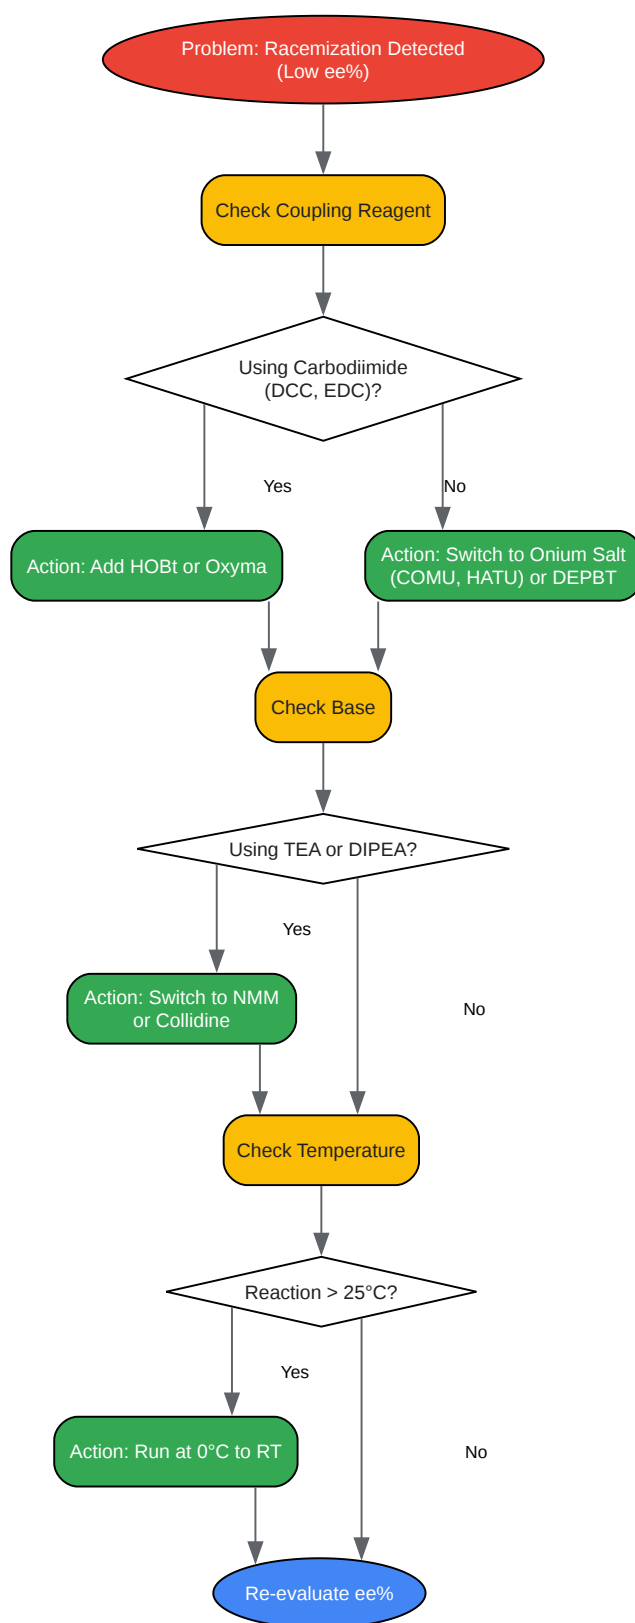 Problem: Racemization Detected
(Low ee%)
Check Coupling Reagent
Using Carbodiimide
(DCC, EDC)?
Yes
No
Action: Add HOBt or Oxyma
Action: Switch to Onium Salt
(COMU, HATU) or DEPBT
Check Base
Using TEA or DIPEA?
Yes
Action: Switch to NMM
or Collidine
No
Check Temperature
Reaction > 25°C?
Yes
Action: Run at 0°C to RT
No
Re-evaluate ee%